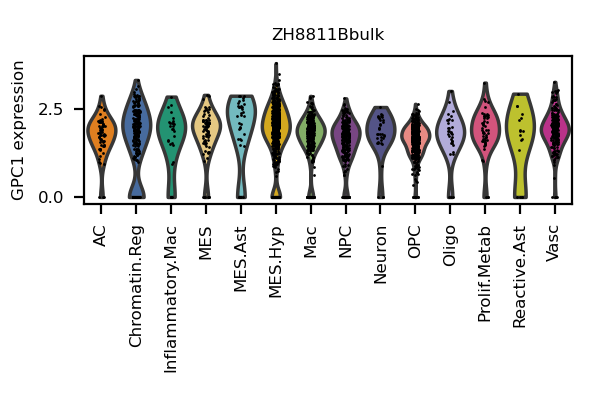 ZH8811Bbulk
GPC1 expression
2.5
0.0
AC
Chromatin.Reg
Inflammatory.Mac
MES
MES.Ast
MES.Hyp
Mac
NPC
Neuron
OPC
Oligo
Prolif.Metab
Reactive.Ast
Vasc